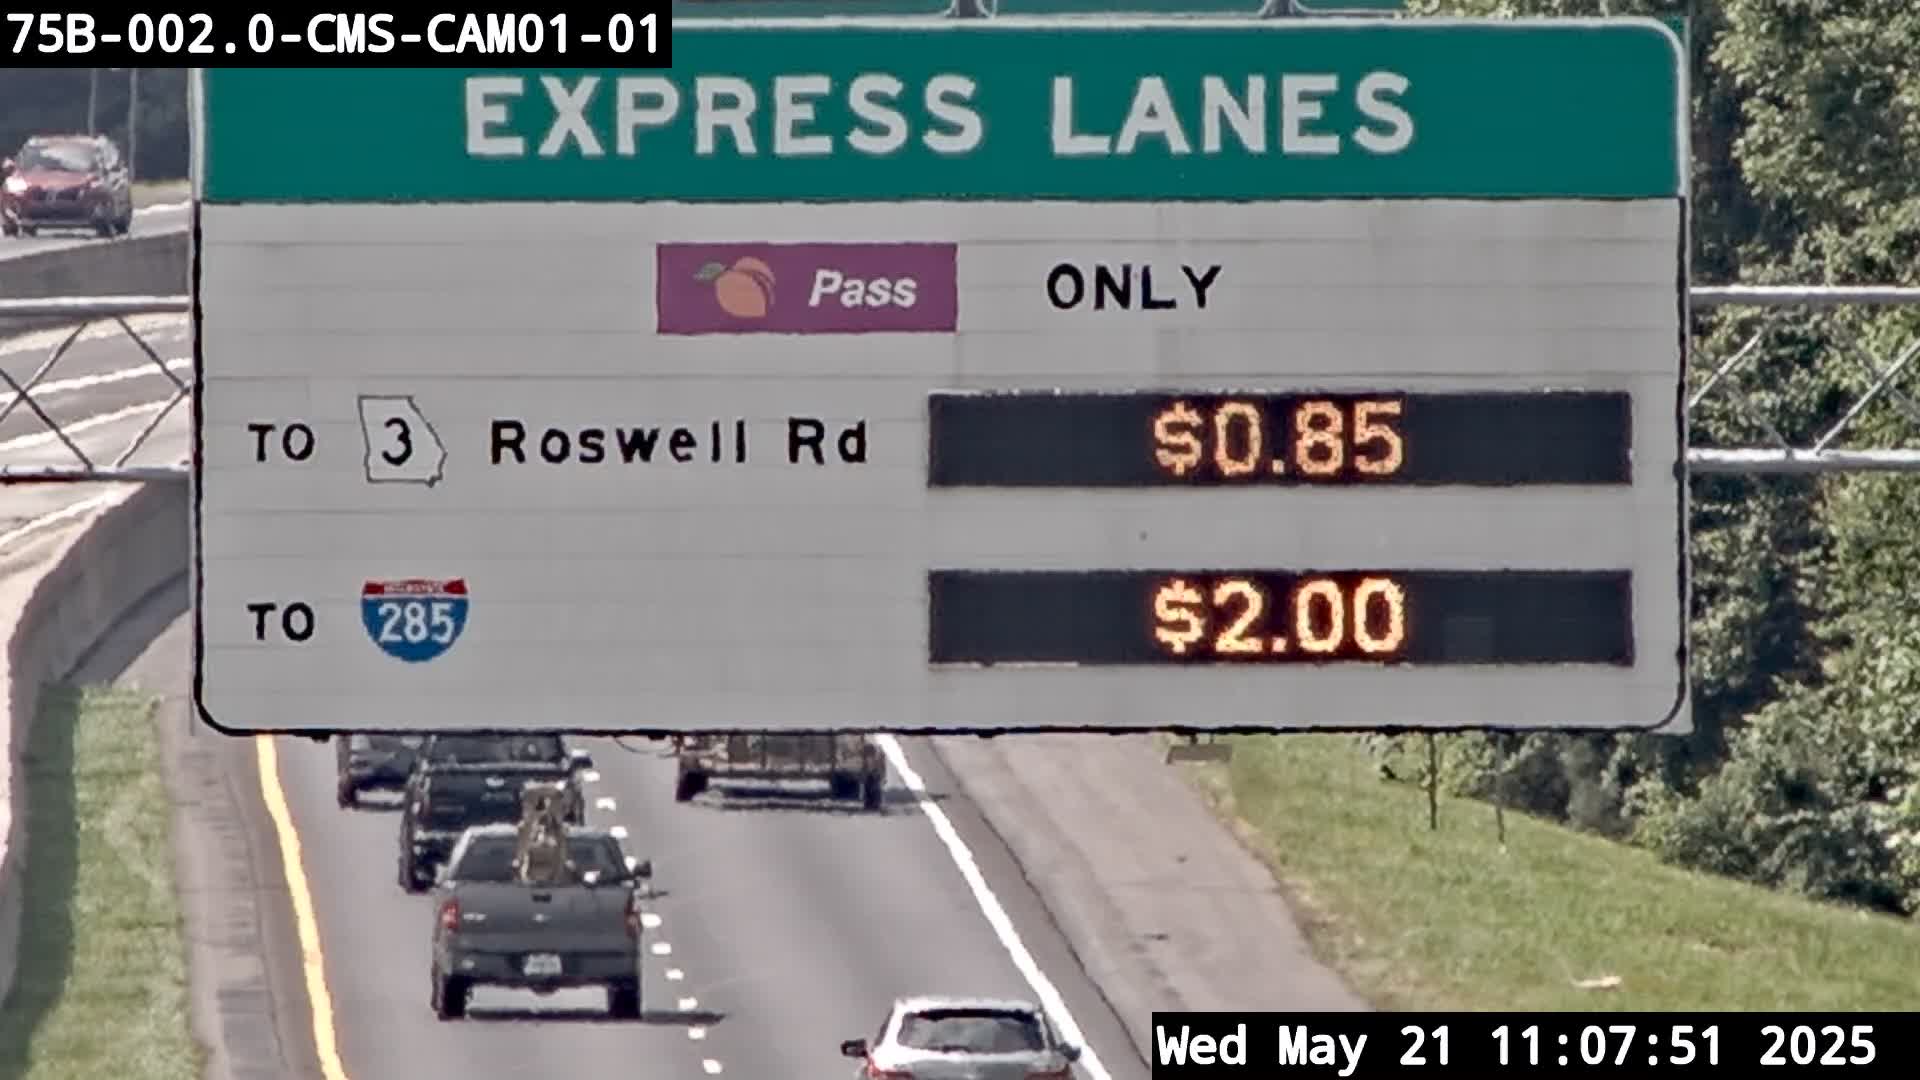 75B-002.0-CMS-CAM01-01
EXPRESS LANES
Pass ONLY
TO 3 Roswell Rd $0.85
TO 285 $2.00
Wed May 21 11:07:51 2025